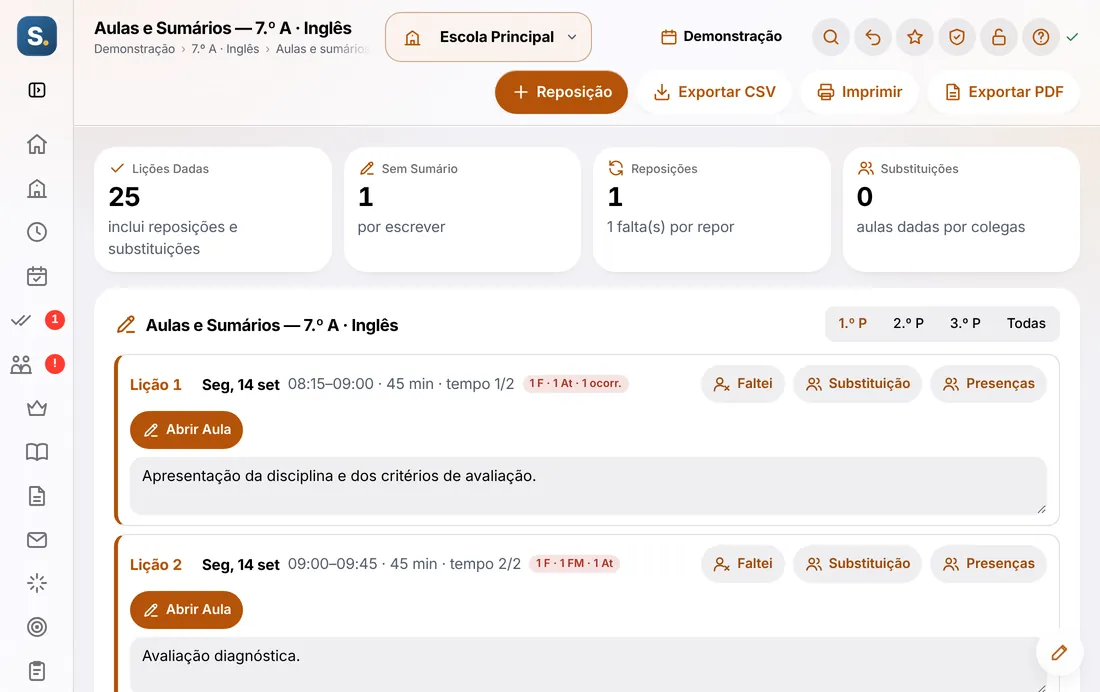 S.
Aulas e Sumários — 7.º A · Inglês
Demonstração › 7.º A · Inglês › Aulas e sumários
Escola Principal
Demonstração
Reposição
Exportar CSV
Imprimir
Exportar PDF
Lições Dadas
25
inclui reposições e
substituições
Sem Sumário
1
por escrever
Reposições
1
1 falta(s) por repor
Substituições
0
aulas dadas por colegas
1
!
Aulas e Sumários — 7.º A · Inglês
1.º P 2.º P 3.º P Todas
Lição 1 Seg, 14 set 08:15–09:00 · 45 min · tempo 1/2 1 F · 1 At · 1 ocorr.
Faltei Substituição Presenças
Abrir Aula
Apresentação da disciplina e dos critérios de avaliação.
Lição 2 Seg, 14 set 09:00–09:45 · 45 min · tempo 2/2 1 F · 1 FM · 1 At
Faltei Substituição Presenças
Abrir Aula
Avaliação diagnóstica.